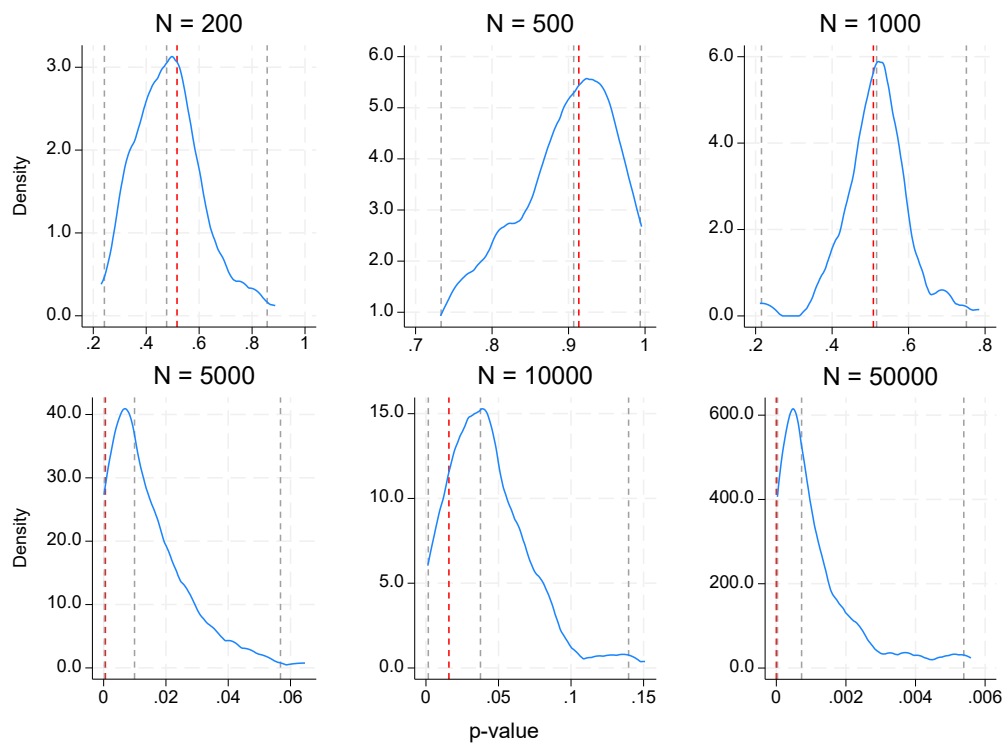 N = 200
N = 500
N = 1000
Density
3.0
2.0
1.0
0.0
.2 .4 .6 .8 1
6.0
5.0
4.0
3.0
2.0
1.0
.7 .8 .9 1
6.0
4.0
2.0
0.0
.2 .4 .6 .8
N = 5000
N = 10000
N = 50000
Density
40.0
30.0
20.0
10.0
0.0
0 .02 .04 .06
15.0
10.0
5.0
0.0
0 .05 .1 .15
600.0
400.0
200.0
0.0
0 .002 .004 .006
p-value